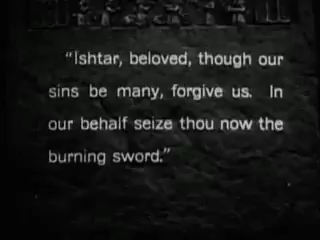 "Ishtar, beloved, though our
sins be many, forgive us. In
our behalf seize thou now the
burning sword."